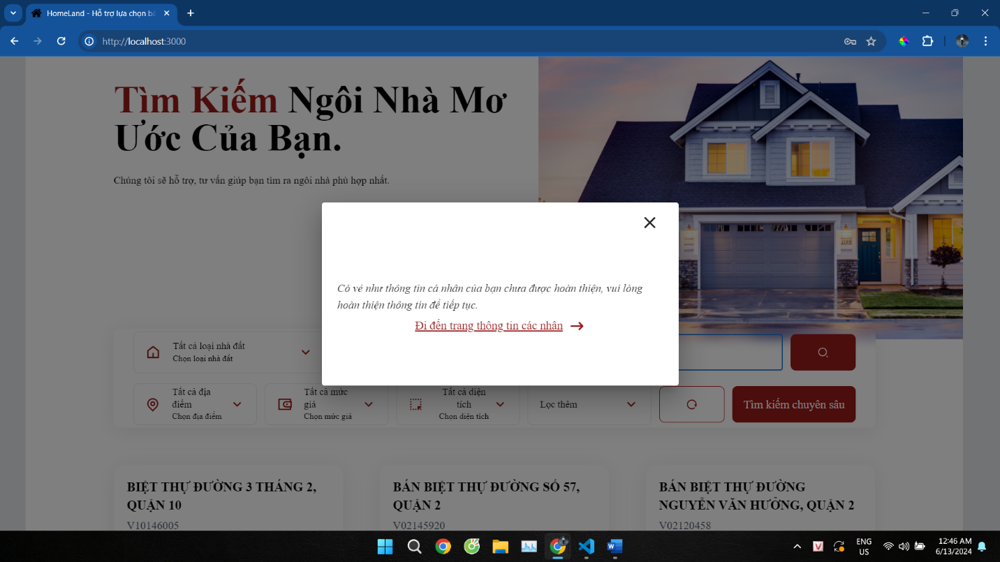 HomeLand - Hỗ trợ lựa chọn bấ
http://localhost:3000
Tìm Kiếm Ngôi Nhà Mơ
Ước Của Bạn.
Chúng tôi sẽ hỗ trợ, tư vấn giúp bạn tìm ra ngôi nhà phù hợp nhất.
Có vẻ như thông tin cá nhân của bạn chưa được hoàn thiện, vui lòng
hoàn thiện thông tin để tiếp tục.
Đi đến trang thông tin các nhân
Tất cả loại nhà đất
Chọn loại nhà đất
Tất cả địa
điểm
Chọn địa điểm
Tất cả mức
giá
Chọn mức giá
Tất cả diện
tích
Chọn diện tích
Lọc thêm
Tìm kiếm chuyên sâu
BIỆT THỰ ĐƯỜNG 3 THÁNG 2,
QUẬN 10
V10146005
BÁN BIỆT THỰ ĐƯỜNG SỐ 57,
QUẬN 2
V02145920
BÁN BIỆT THỰ ĐƯỜNG
NGUYỄN VĂN HƯỞNG, QUẬN 2
V02120458
ENG
US
12:46 AM
6/13/2024